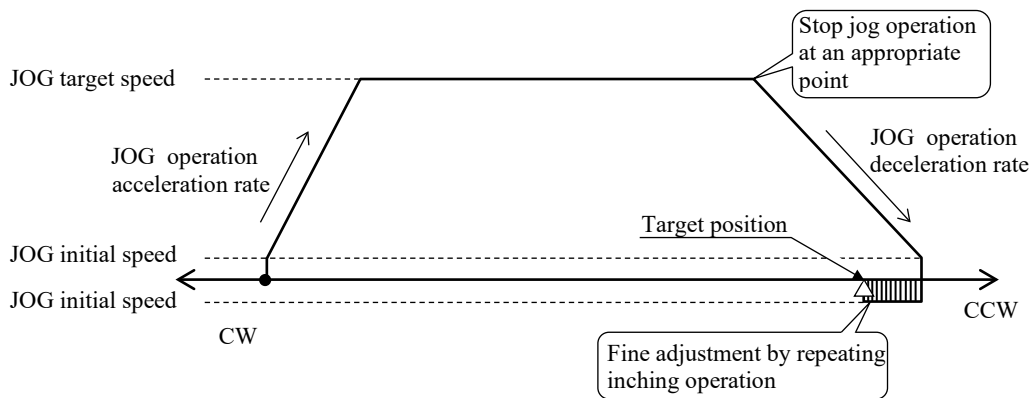 Stop jog operation
at an appropriate
point
JOG target speed
JOG operation
acceleration rate
JOG operation
deceleration rate
Target position
JOG initial speed
JOG initial speed
CW
CCW
Fine adjustment by repeating
inching operation